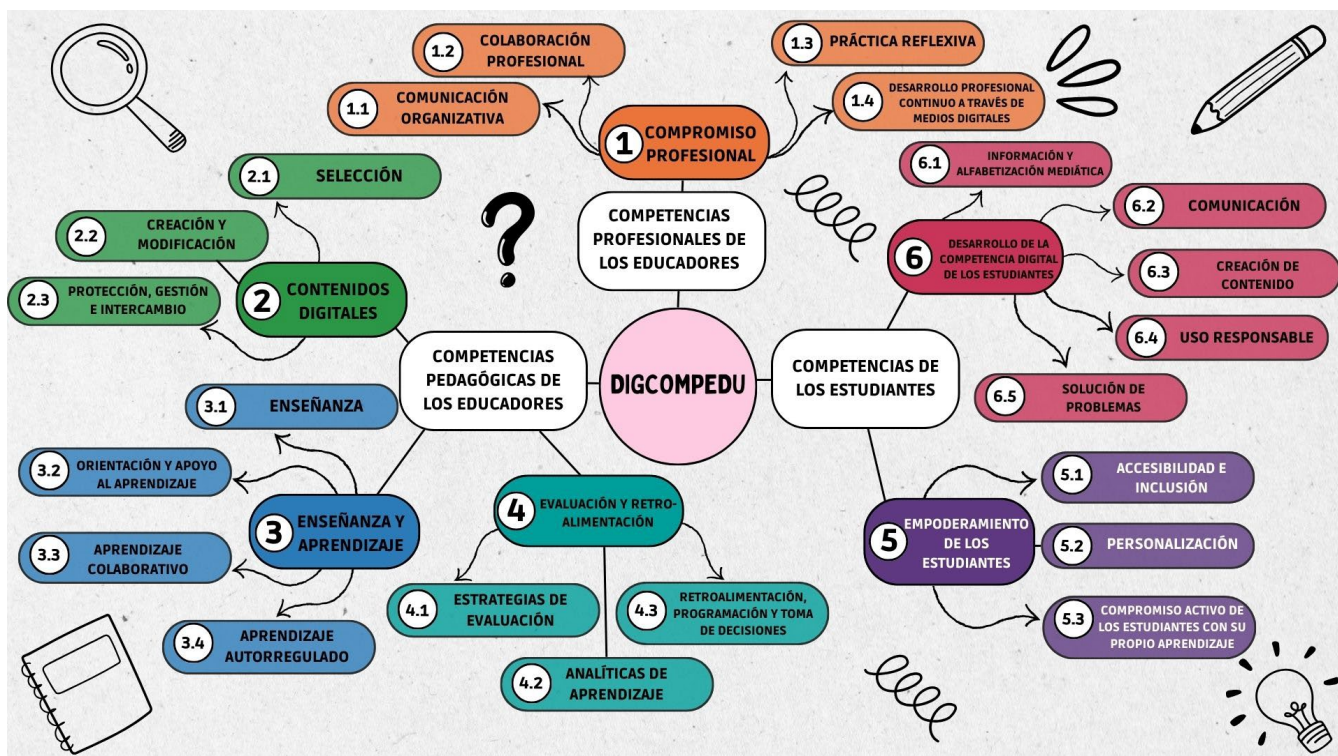 DIGCOMPEDU
COMPETENCIAS
PROFESIONALES DE
LOS EDUCADORES
1
COMPROMISO
PROFESIONAL
1.1
COMUNICACIÓN
ORGANIZATIVA
1.2
COLABORACIÓN
PROFESIONAL
1.3
PRÁCTICA REFLEXIVA
1.4
DESARROLLO PROFESIONAL
CONTINUO A TRAVÉS DE
MEDIOS DIGITALES
COMPETENCIAS
PEDAGÓGICAS DE
LOS EDUCADORES
2
CONTENIDOS
DIGITALES
2.1
SELECCIÓN
2.2
CREACIÓN Y
MODIFICACIÓN
2.3
PROTECCIÓN, GESTIÓN
E INTERCAMBIO
3
ENSEÑANZA Y
APRENDIZAJE
3.1
ENSEÑANZA
3.2
ORIENTACIÓN Y APOYO
AL APRENDIZAJE
3.3
APRENDIZAJE
COLABORATIVO
3.4
APRENDIZAJE
AUTORREGULADO
4
EVALUACIÓN Y RETRO-
ALIMENTACIÓN
4.1
ESTRATEGIAS DE
EVALUACIÓN
4.2
ANALÍTICAS DE
APRENDIZAJE
4.3
RETROALIMENTACIÓN,
PROGRAMACIÓN Y TOMA
DE DECISIONES
COMPETENCIAS DE
LOS ESTUDIANTES
5
EMPODERAMIENTO
DE LOS
ESTUDIANTES
5.1
ACCESIBILIDAD E
INCLUSIÓN
5.2
PERSONALIZACIÓN
5.3
COMPROMISO ACTIVO DE
LOS ESTUDIANTES CON SU
PROPIO APRENDIZAJE
6
DESARROLLO DE LA
COMPETENCIA DIGITAL
DE LOS ESTUDIANTES
6.1
INFORMACIÓN Y
ALFABETIZACIÓN MEDIÁTICA
6.2
COMUNICACIÓN
6.3
CREACIÓN DE
CONTENIDO
6.4
USO RESPONSABLE
6.5
SOLUCIÓN DE
PROBLEMAS
?